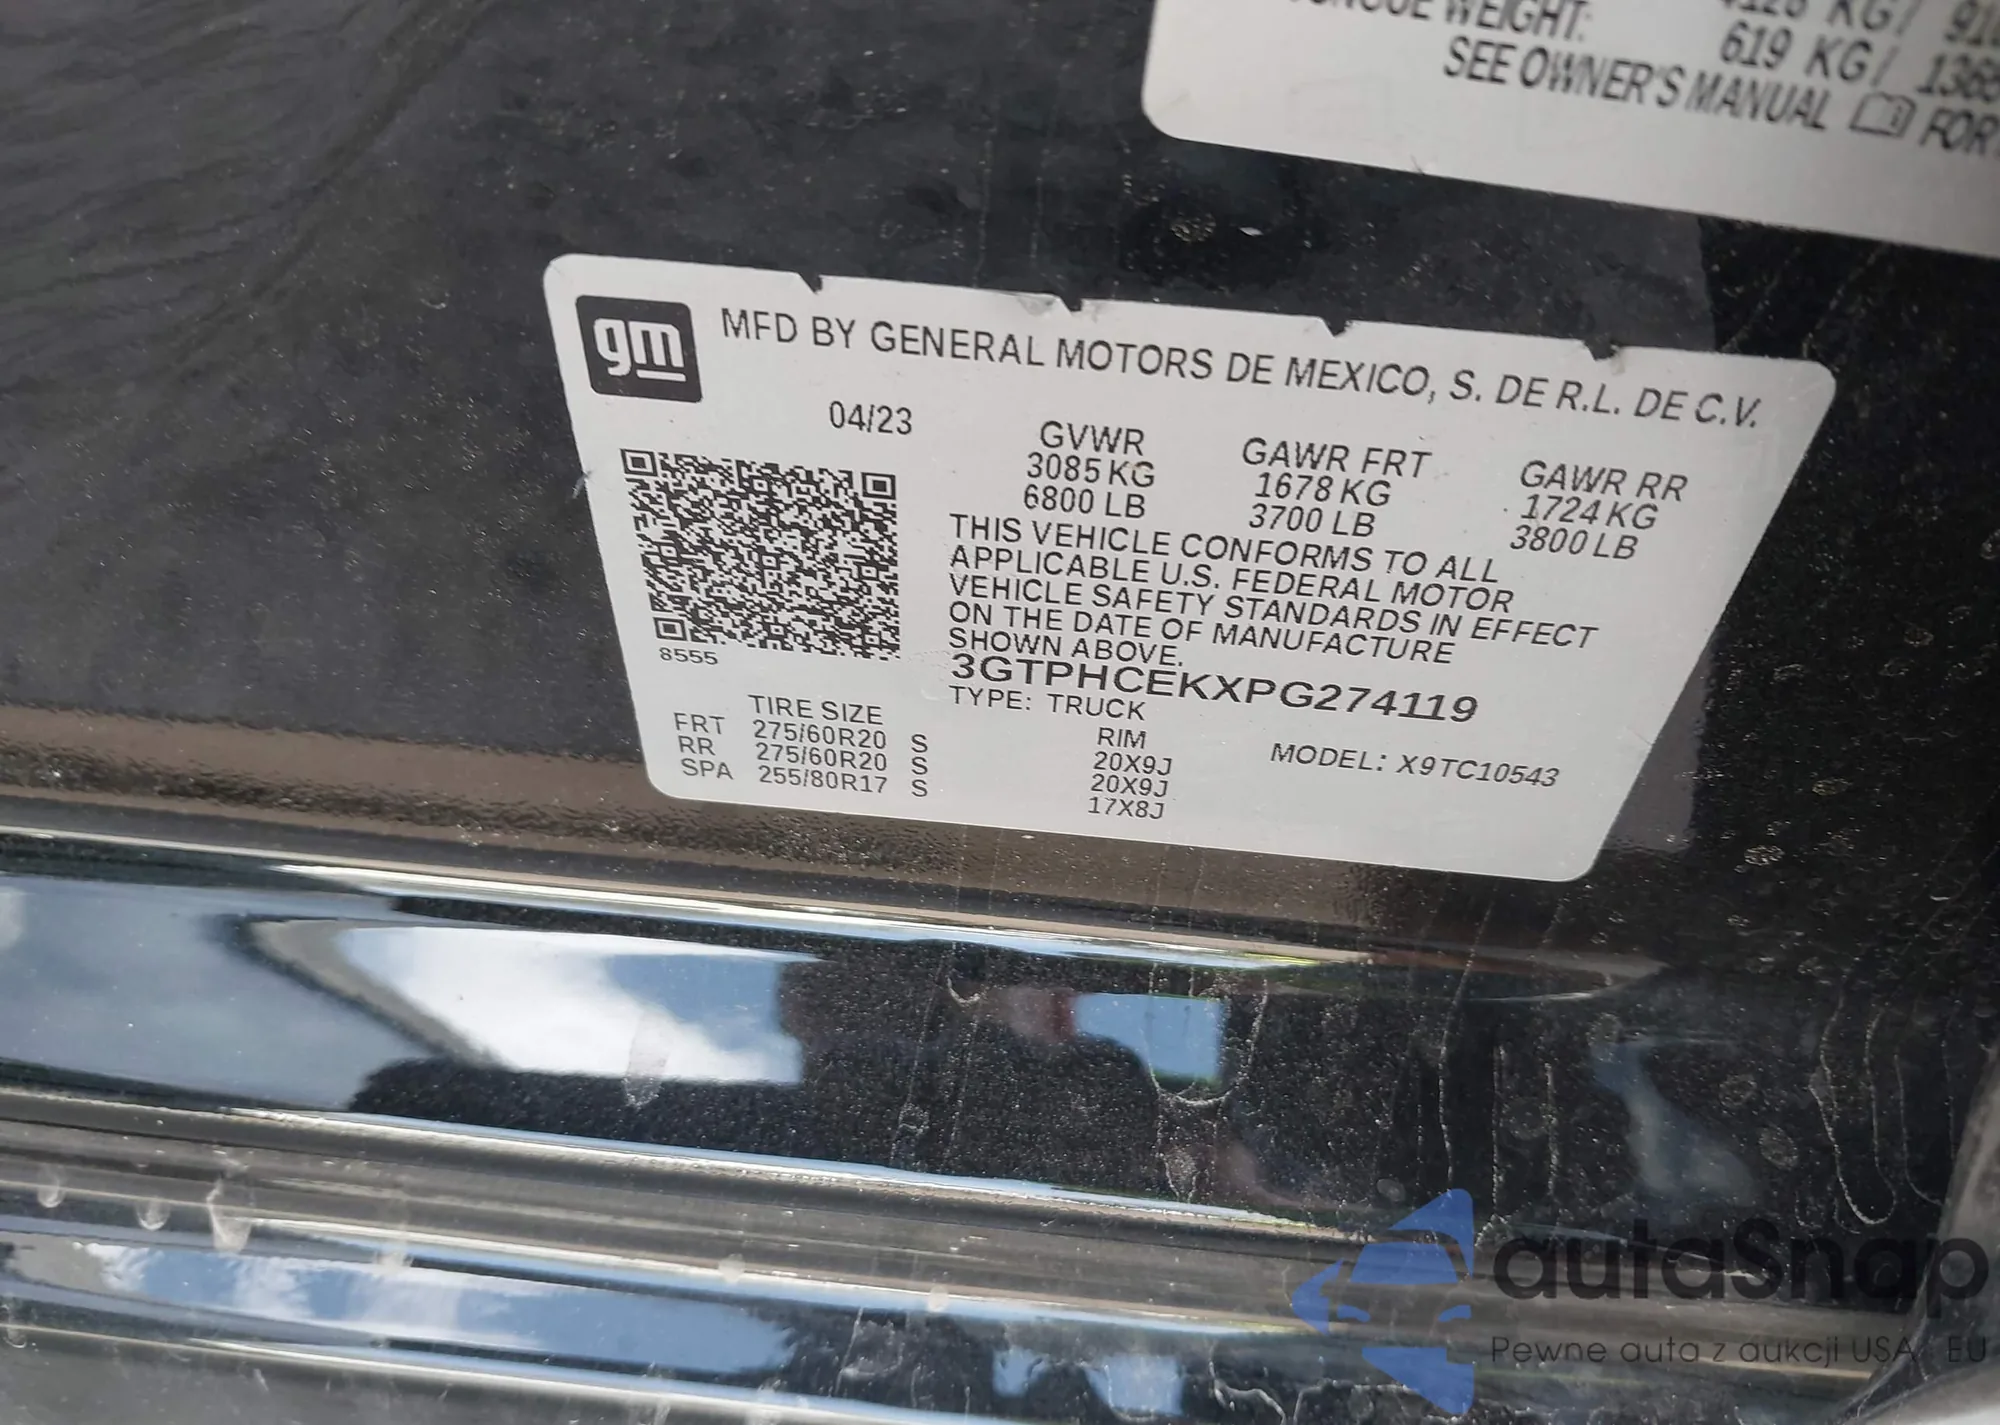 WEIGHT:
619 KG/
SEE OWNER'S MANUAL FOR
gm
MFD BY GENERAL MOTORS DE MEXICO, S. DE R.L. DE C.V.
04/23
GVWR GAWR FRT GAWR RR
3085 KG 1678 KG 1724 KG
6800 LB 3700 LB 3800 LB
THIS VEHICLE CONFORMS TO ALL
APPLICABLE U.S. FEDERAL MOTOR
VEHICLE SAFETY STANDARDS IN EFFECT
ON THE DATE OF MANUFACTURE
SHOWN ABOVE.
8555
3GTPHCEKXPG274119
TYPE: TRUCK
TIRE SIZE RIM MODEL: X9TC10543
FRT 275/60R20 S 20X9J
RR 275/60R20 S 20X9J
SPA 255/80R17 S 17X8J
autaSnap
Pewne auta z aukcji USA EU